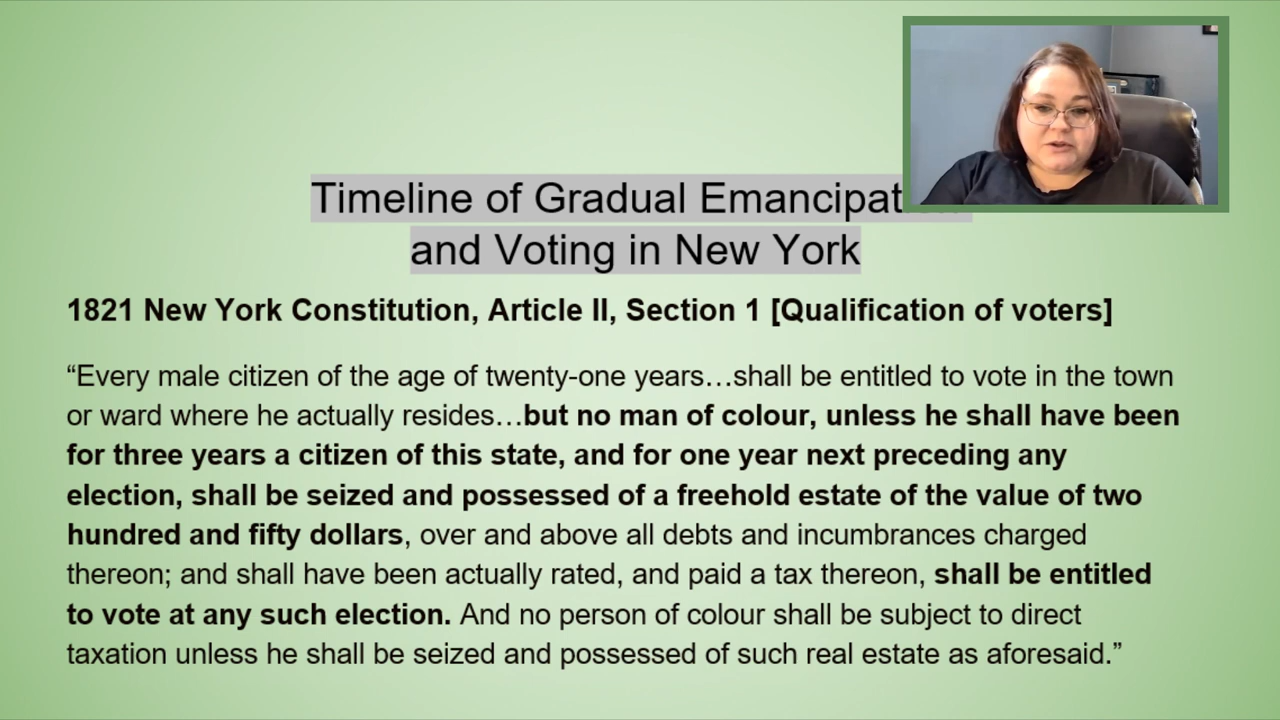 Timeline of Gradual
and Voting in New York
1821 New York Constitution, Article II, Section 1 [Qualification of voters]
“Every male citizen of the age of twenty-one years…shall be entitled to vote in the town
or ward where he actually resides…but no man of colour, unless he shall have been
for three years a citizen of this state, and for one year next preceding any
election, shall be seized and possessed of a freehold estate of the value of two
hundred and fifty dollars, over and above all debts and incumbrances charged
thereon; and shall have been actually rated, and paid a tax thereon, shall be entitled
to vote at any such election. And no person of colour shall be subject to direct
taxation unless he shall be seized and possessed of such real estate as aforesaid.”